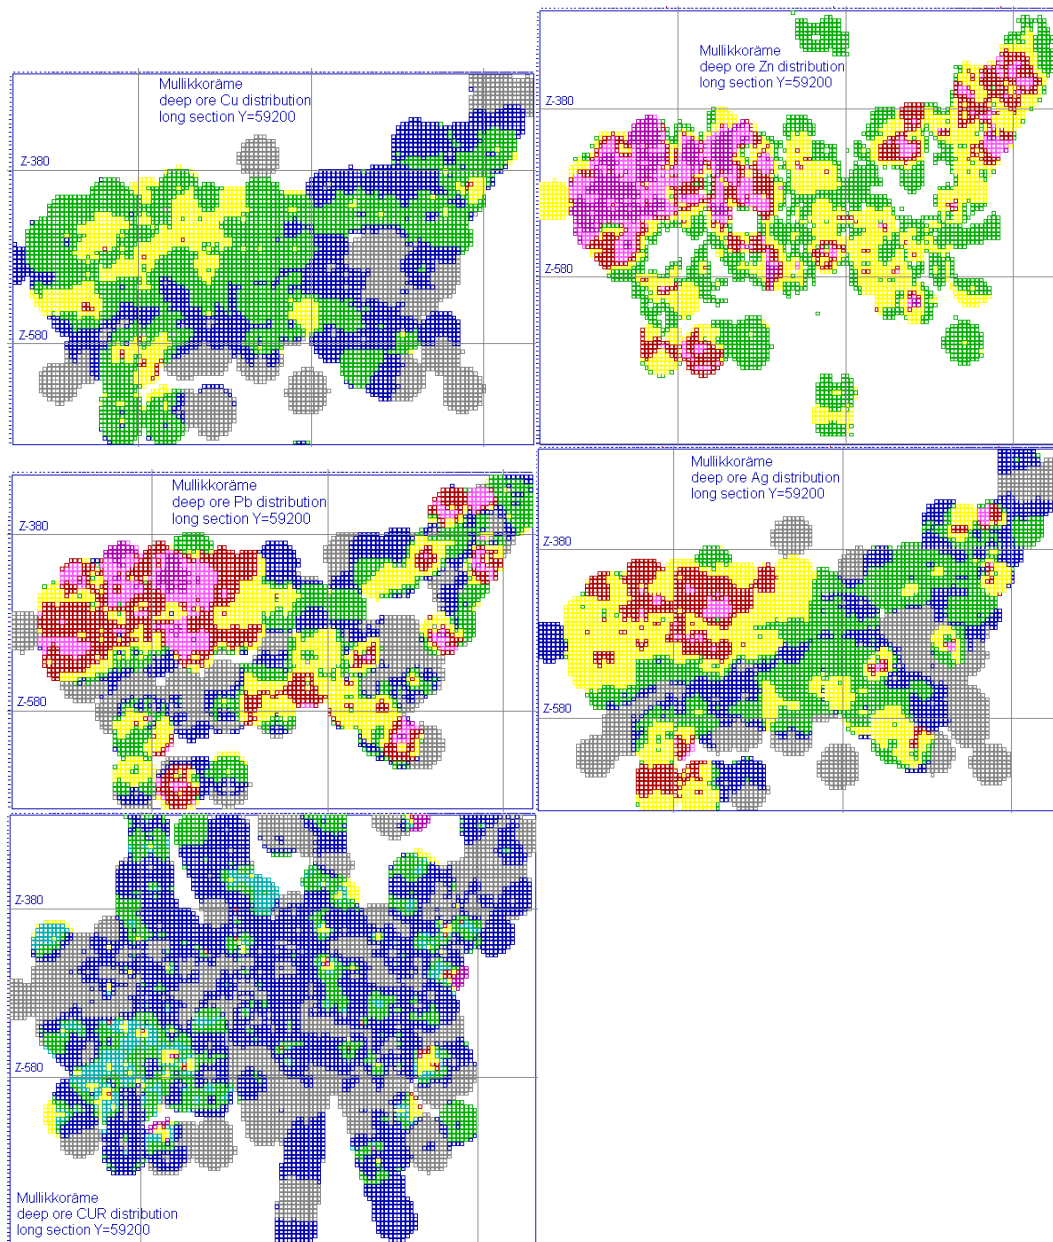 Mullikkoräme
deep ore Cu distribution
long section Y=59200
Z-380
Z-580
Mullikkoräme
deep ore Zn distribution
long section Y=59200
Z-380
Z-580
Mullikkoräme
deep ore Pb distribution
long section Y=59200
Z-380
Z-580
Mullikkoräme
deep ore Ag distribution
long section Y=59200
Z-380
Z-580
Z-380
Z-580
Mullikkoräme
deep ore CUR distribution
long section Y=59200